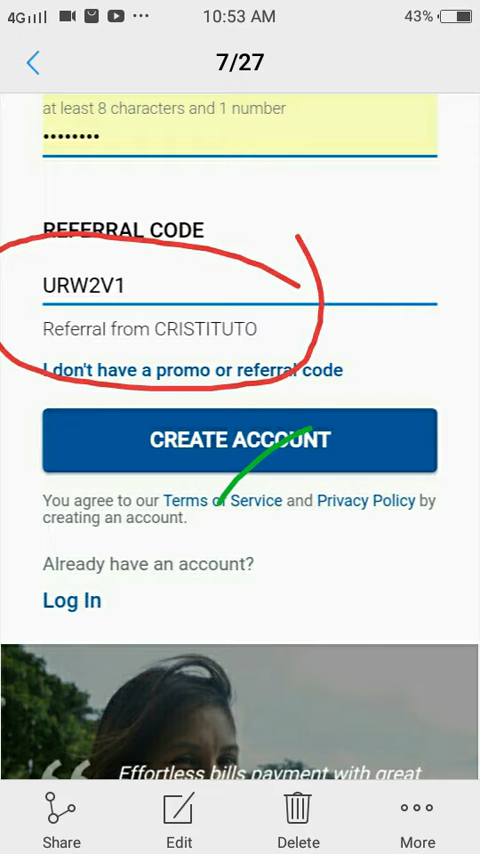 4G 10:53 AM 43%
7/27
at least 8 characters and 1 number
••••••••
REFERRAL CODE
URW2V1
Referral from CRISTITUTO
I don't have a promo or referral code
CREATE ACCOUNT
You agree to our Terms of Service and Privacy Policy by
creating an account.
Already have an account?
Log In
“Effortless bills payment with great
Share Edit Delete More